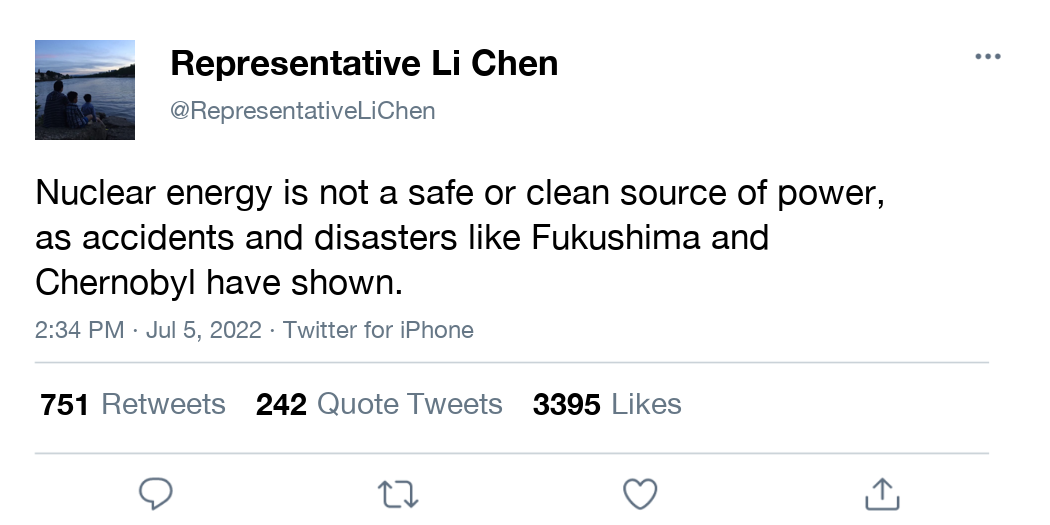 Representative Li Chen
@RepresentativeLiChen
Nuclear energy is not a safe or clean source of power,
as accidents and disasters like Fukushima and
Chernobyl have shown.
2:34 PM · Jul 5, 2022 · Twitter for iPhone
751 Retweets 242 Quote Tweets 3395 Likes